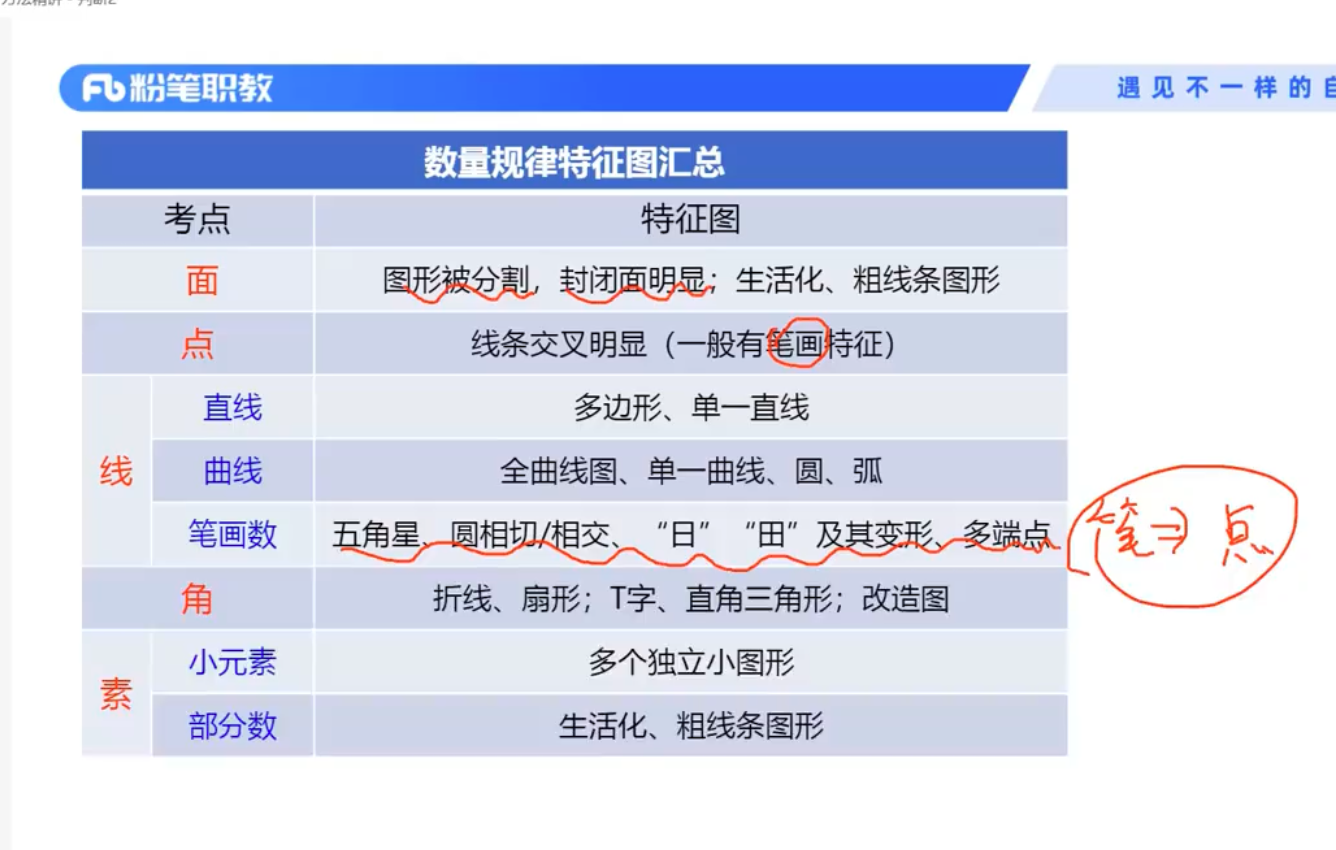 方法精讲-判断2
粉笔职教
遇见不一样的自
数量规律特征图汇总
考点 特征图
面 图形被分割，封闭面明显；生活化、粗线条图形
点 线条交叉明显（一般有笔画特征）
线
直线 多边形、单一直线
曲线 全曲线图、单一曲线、圆、弧
笔画数 五角星、圆相切/相交、“日”“田”及其变形、多端点
笔⇒点
角 折线、扇形；T字、直角三角形；改造图
素
小元素 多个独立小图形
部分数 生活化、粗线条图形